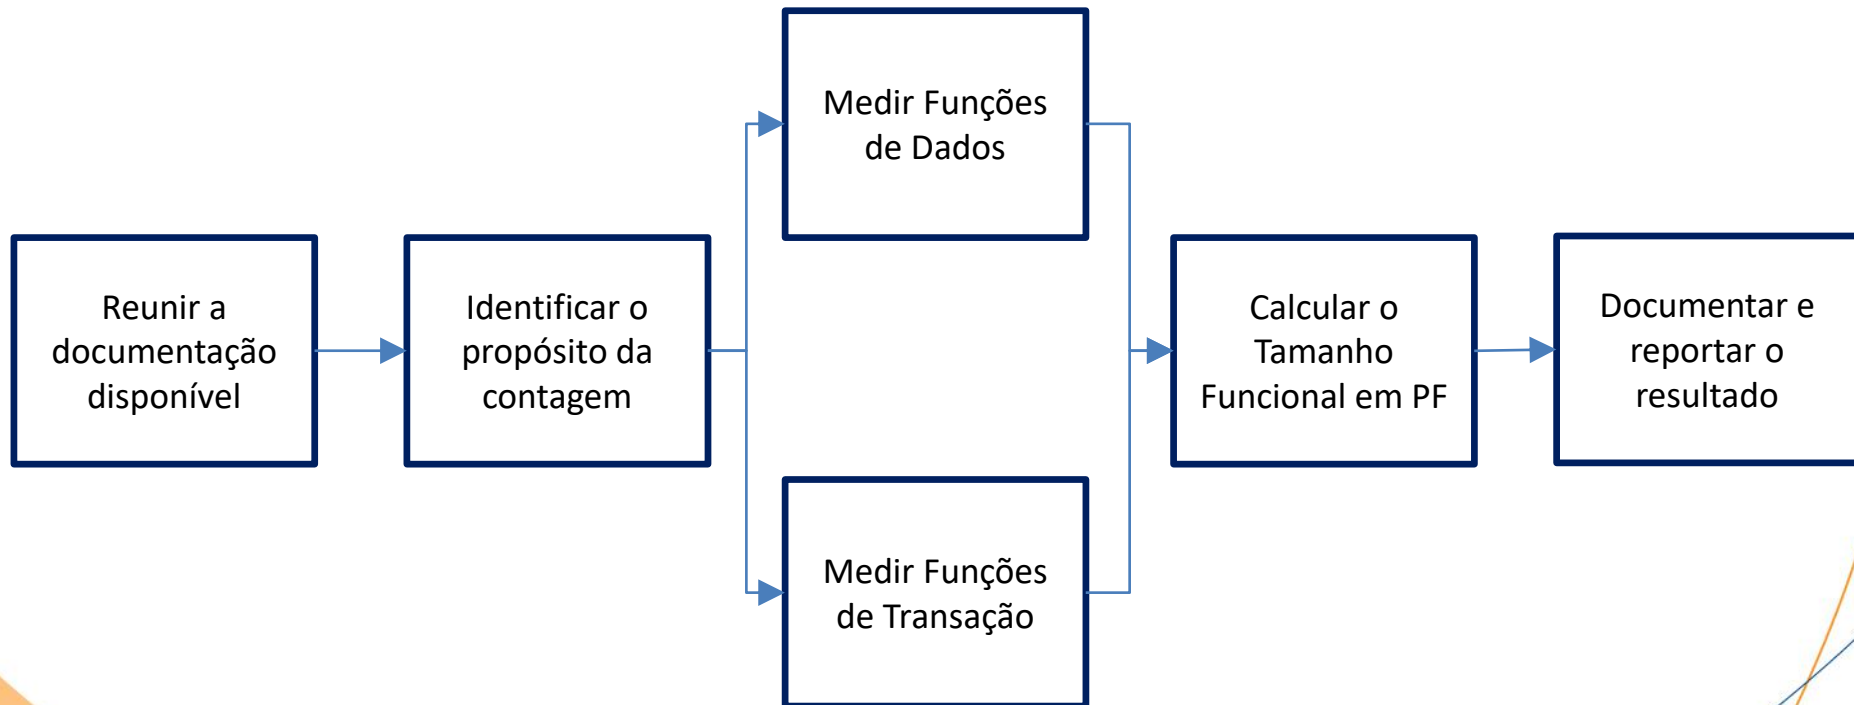 Reunir a
documentação
disponível
Identificar o
propósito da
contagem
Medir Funções
de Dados
Medir Funções
de Transação
Calcular o
Tamanho
Funcional em PF
Documentar e
reportar o
resultado